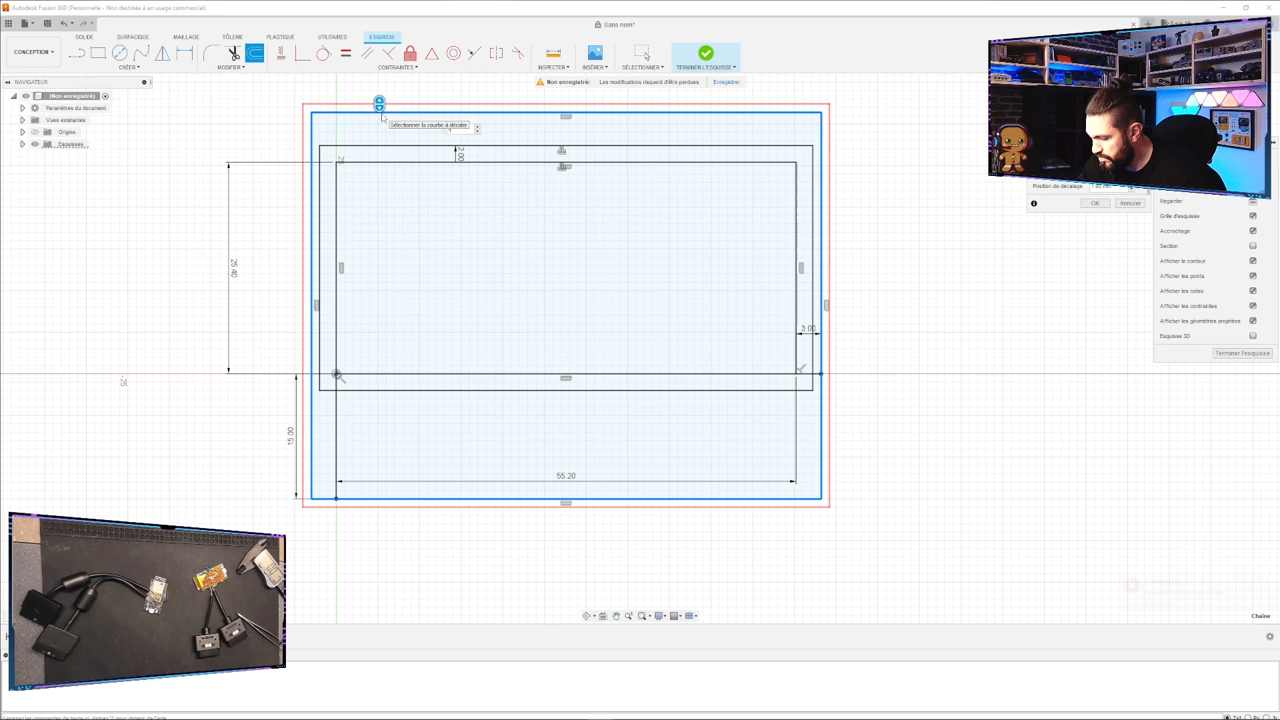 Autodesk Fusion 360 (Personnelle - Non destinée à un usage commercial)
Sans nom*
SOLIDE SURFACIQUE MAILLAGE TÔLERIE PLASTIQUE UTILITAIRES ESQUISSE
CONCEPTION
CRÉER MODIFIER CONTRAINTES INSPECTER INSÉRER SÉLECTIONNER TERMINER L'ESQUISSE
NAVIGATEUR
Non enregistré: Les modifications risquent d'être perdues Enregistrer
(Non enregistré)
Paramètres du document
Vues existantes
Origine
Esquisses
Sélectionner la courbe à décaler
2.00
25
25.40
3.00
-25
15.00
55.20
Position de décalage
OK Annuler
Regarder
Grille d'esquisse
Accrochage
Section
Afficher le contour
Afficher les points
Afficher les cotes
Afficher les contraintes
Afficher les géométries projetées
Esquisse 3D
Terminer l'esquisse
Chaîne